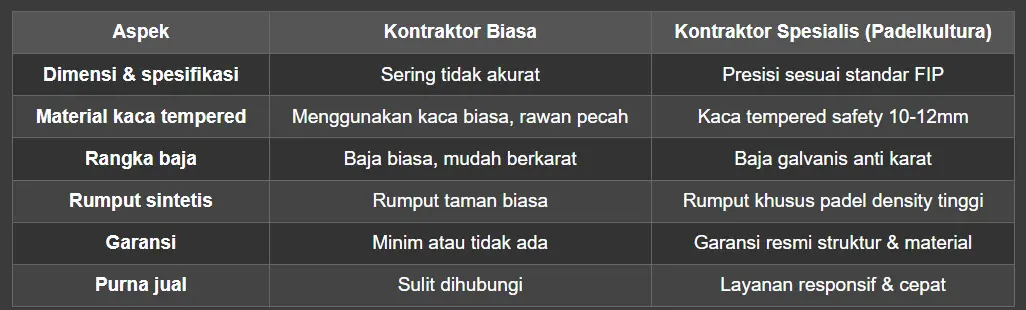 Aspek Kontraktor Biasa Kontraktor Spesialis (Padelkultura)
Dimensi & spesifikasi Sering tidak akurat Presisi sesuai standar FIP
Material kaca tempered Menggunakan kaca biasa, rawan pecah Kaca tempered safety 10-12mm
Rangka baja Baja biasa, mudah berkarat Baja galvanis anti karat
Rumput sintetis Rumput taman biasa Rumput khusus padel density tinggi
Garansi Minim atau tidak ada Garansi resmi struktur & material
Purna jual Sulit dihubungi Layanan responsif & cepat